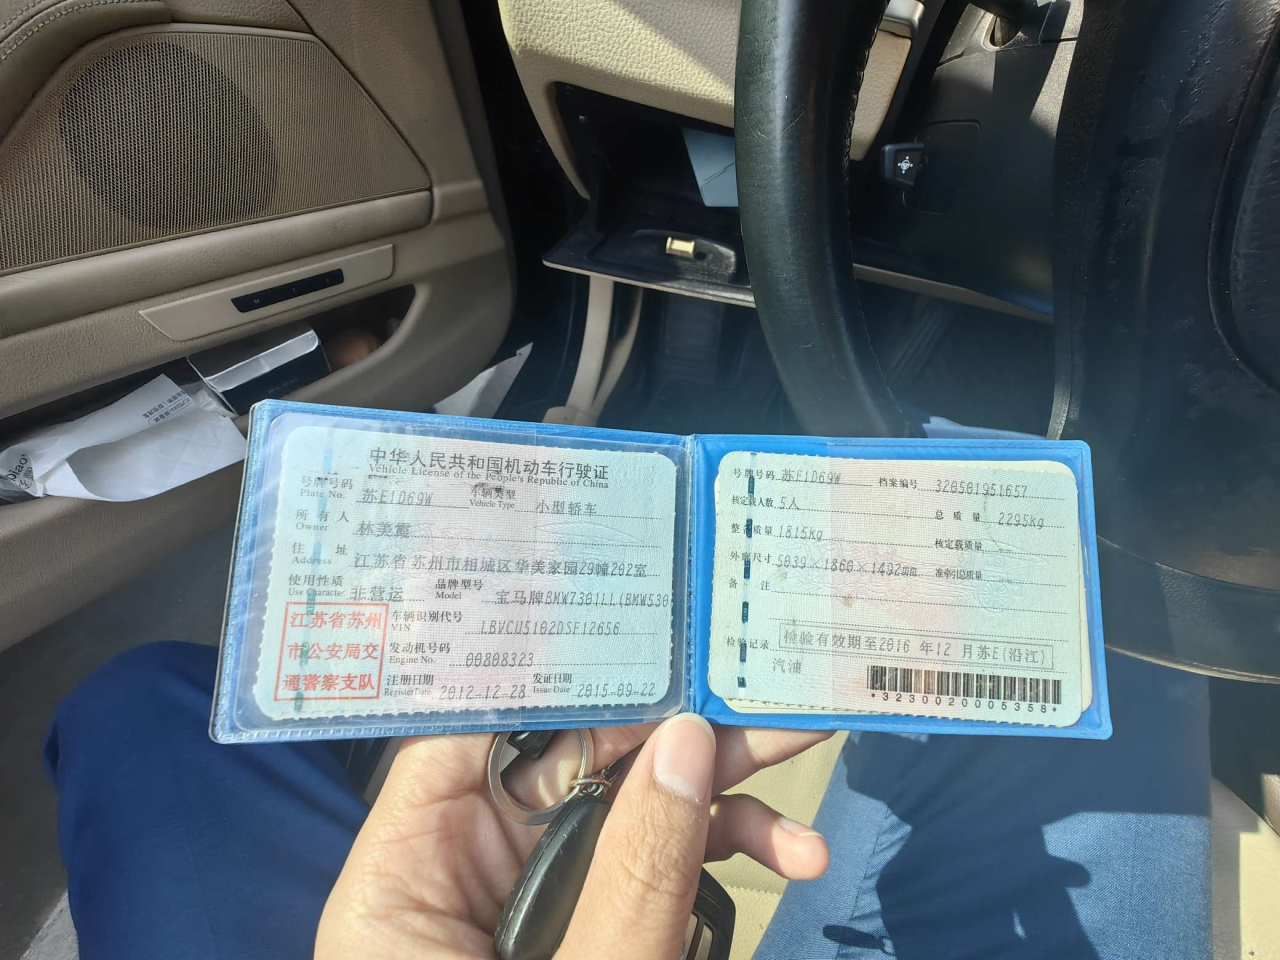 中华人民共和国机动车行驶证
Vehicle License of the People's Republic of China
号牌号码 苏E1D69W 车辆类型 小型轿车
Plate No. Vehicle Type
所有人 林美霞
Owner
住址 江苏省苏州市相城区华美家园29幢202室
Address
使用性质 非营运 品牌型号 宝马牌BMW7301LL(BMW530
Use Character Model
江苏省苏州
市公安局交
通警察支队
车辆识别代号 LBVCU5102DSF12656
VIN
发动机号码 00808323
Engine No.
注册日期 2012-12-28 发证日期 2015-09-22
Register Date Issue Date
号牌号码 苏E1D69W 档案编号 320501951657
核定载人数 5人 总质量 2295kg
整备质量 1815kg 核定载质量
外廓尺寸 5039×1860×1492mm 准牵引总质量
备注
检验记录 检验有效期至2016年12月苏E(沿江)
汽油
*3230020005358*